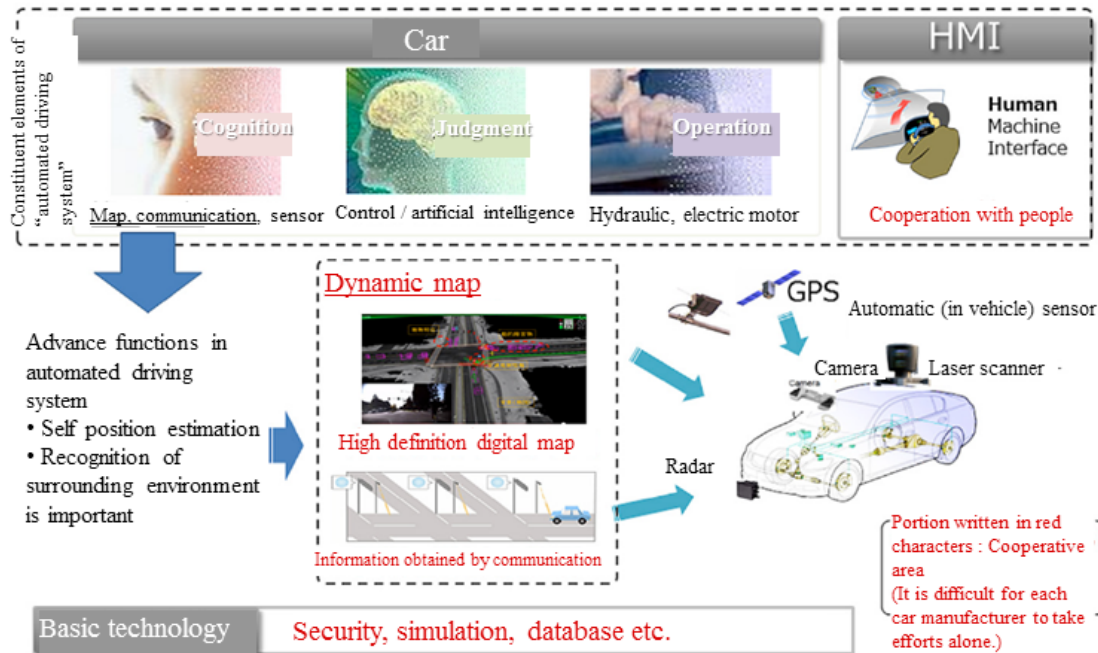 Constituent elements of
“automated driving
system”
Car
Cognition
Judgment
Operation
Map, communication, sensor
Control / artificial intelligence
Hydraulic, electric motor
HMI
Human
Machine
Interface
Cooperation with people
Advance functions in
automated driving
system
• Self position estimation
• Recognition of
surrounding environment
is important
Dynamic map
High definition digital map
Information obtained by communication
GPS
Automatic (in vehicle) sensor
Camera
Laser scanner
Camera
Radar
Portion written in red
characters : Cooperative
area
(It is difficult for each
car manufacturer to take
efforts alone.)
Basic technology
Security, simulation, database etc.